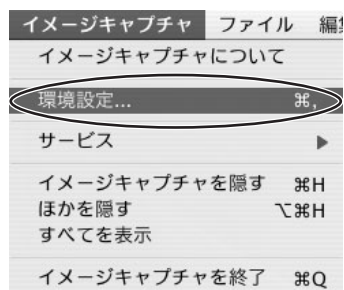 イメージキャプチャ ファイル 編
イメージキャプチャについて
環境設定... ⌘,
サービス ▶
イメージキャプチャを隠す ⌘H
ほかを隠す ⌥⌘H
すべてを表示
イメージキャプチャを終了 ⌘Q